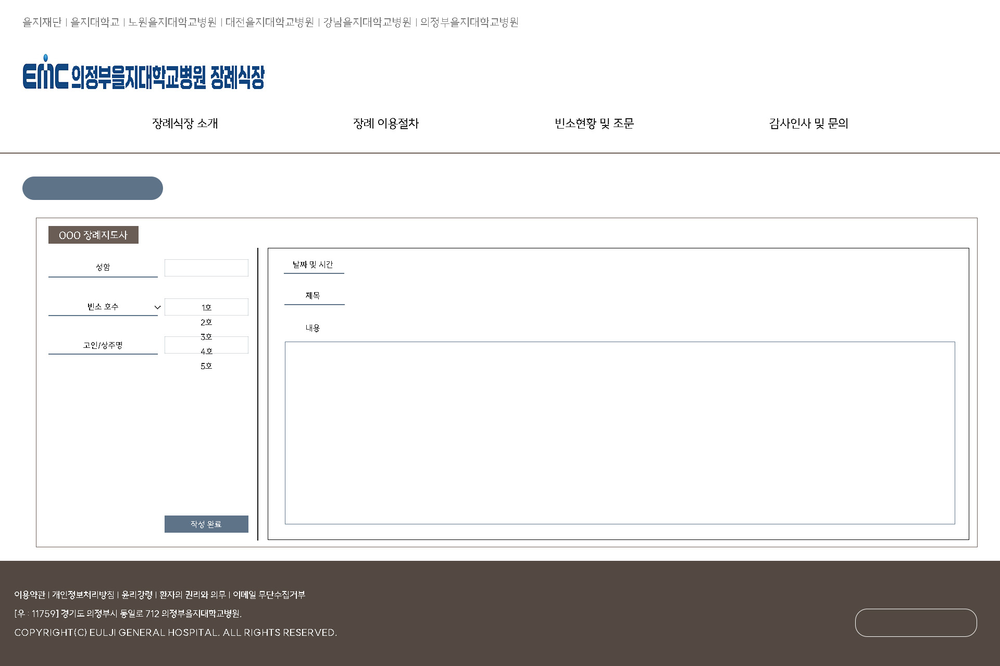 을지재단 | 을지대학교 | 노원을지대학교병원 | 대전을지대학교병원 | 강남을지대학교병원 | 의정부을지대학교병원
EMC 의정부을지대학교병원 장례식장
장례식장 소개
장례 이용절차
빈소현황 및 조문
감사인사 및 문의
OOO 장례지도사
성함
빈소 호수
1호
2호
3호
4호
5호
고인/상주명
작성 완료
날짜 및 시간
제목
내용
이용약관 | 개인정보처리방침 | 윤리강령 | 환자의 권리와 의무 | 이메일 무단수집거부
[우 : 11759] 경기도 의정부시 동일로 712 의정부을지대학교병원.
COPYRIGHT(C) EULJI GENERAL HOSPITAL. ALL RIGHTS RESERVED.